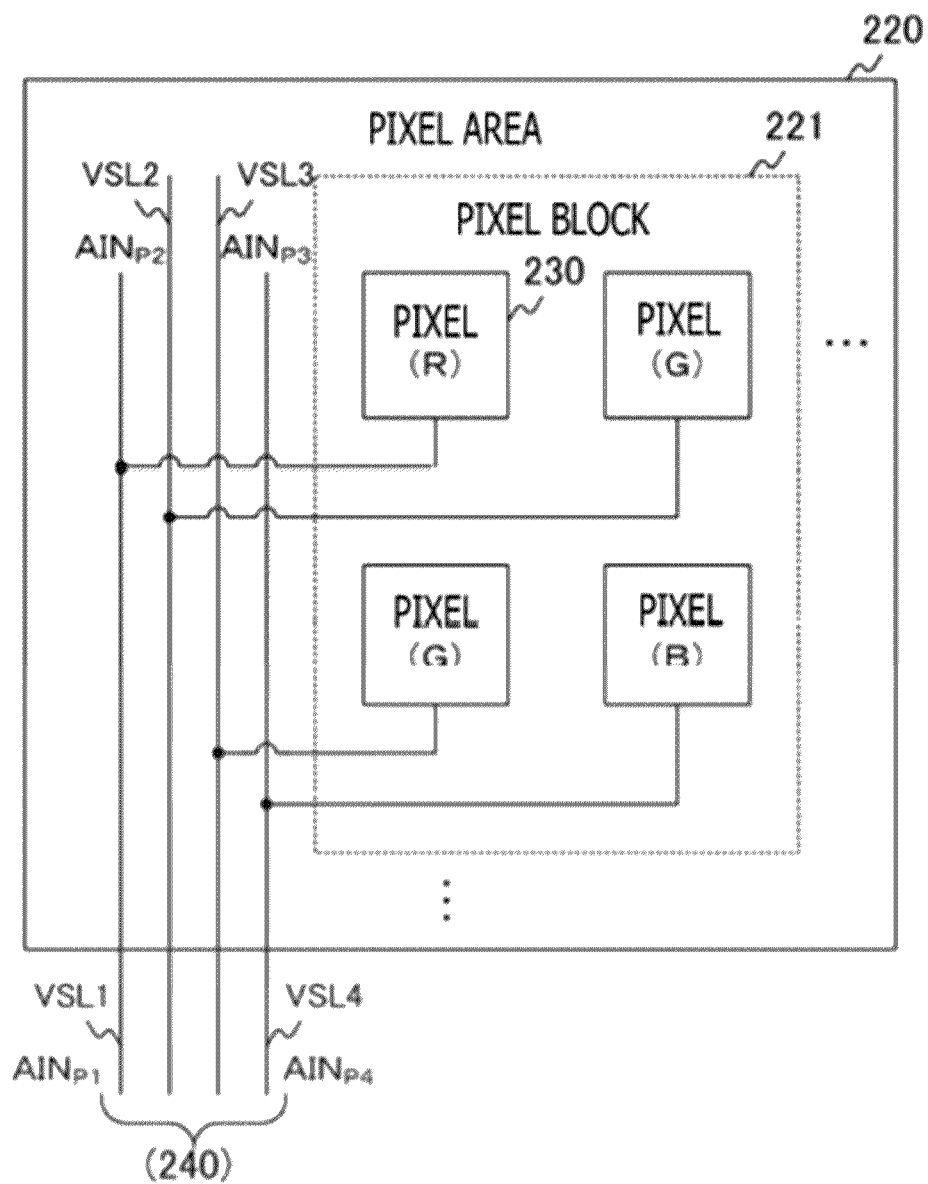 220
PIXEL AREA
221
VSL2
VSL3
PIXEL BLOCK
AINP2
AINP3
230
PIXEL
(R)
PIXEL
(G)
...
PIXEL
(G)
PIXEL
(B)
VSL1
VSL4
AINP1
AINP4
(240)